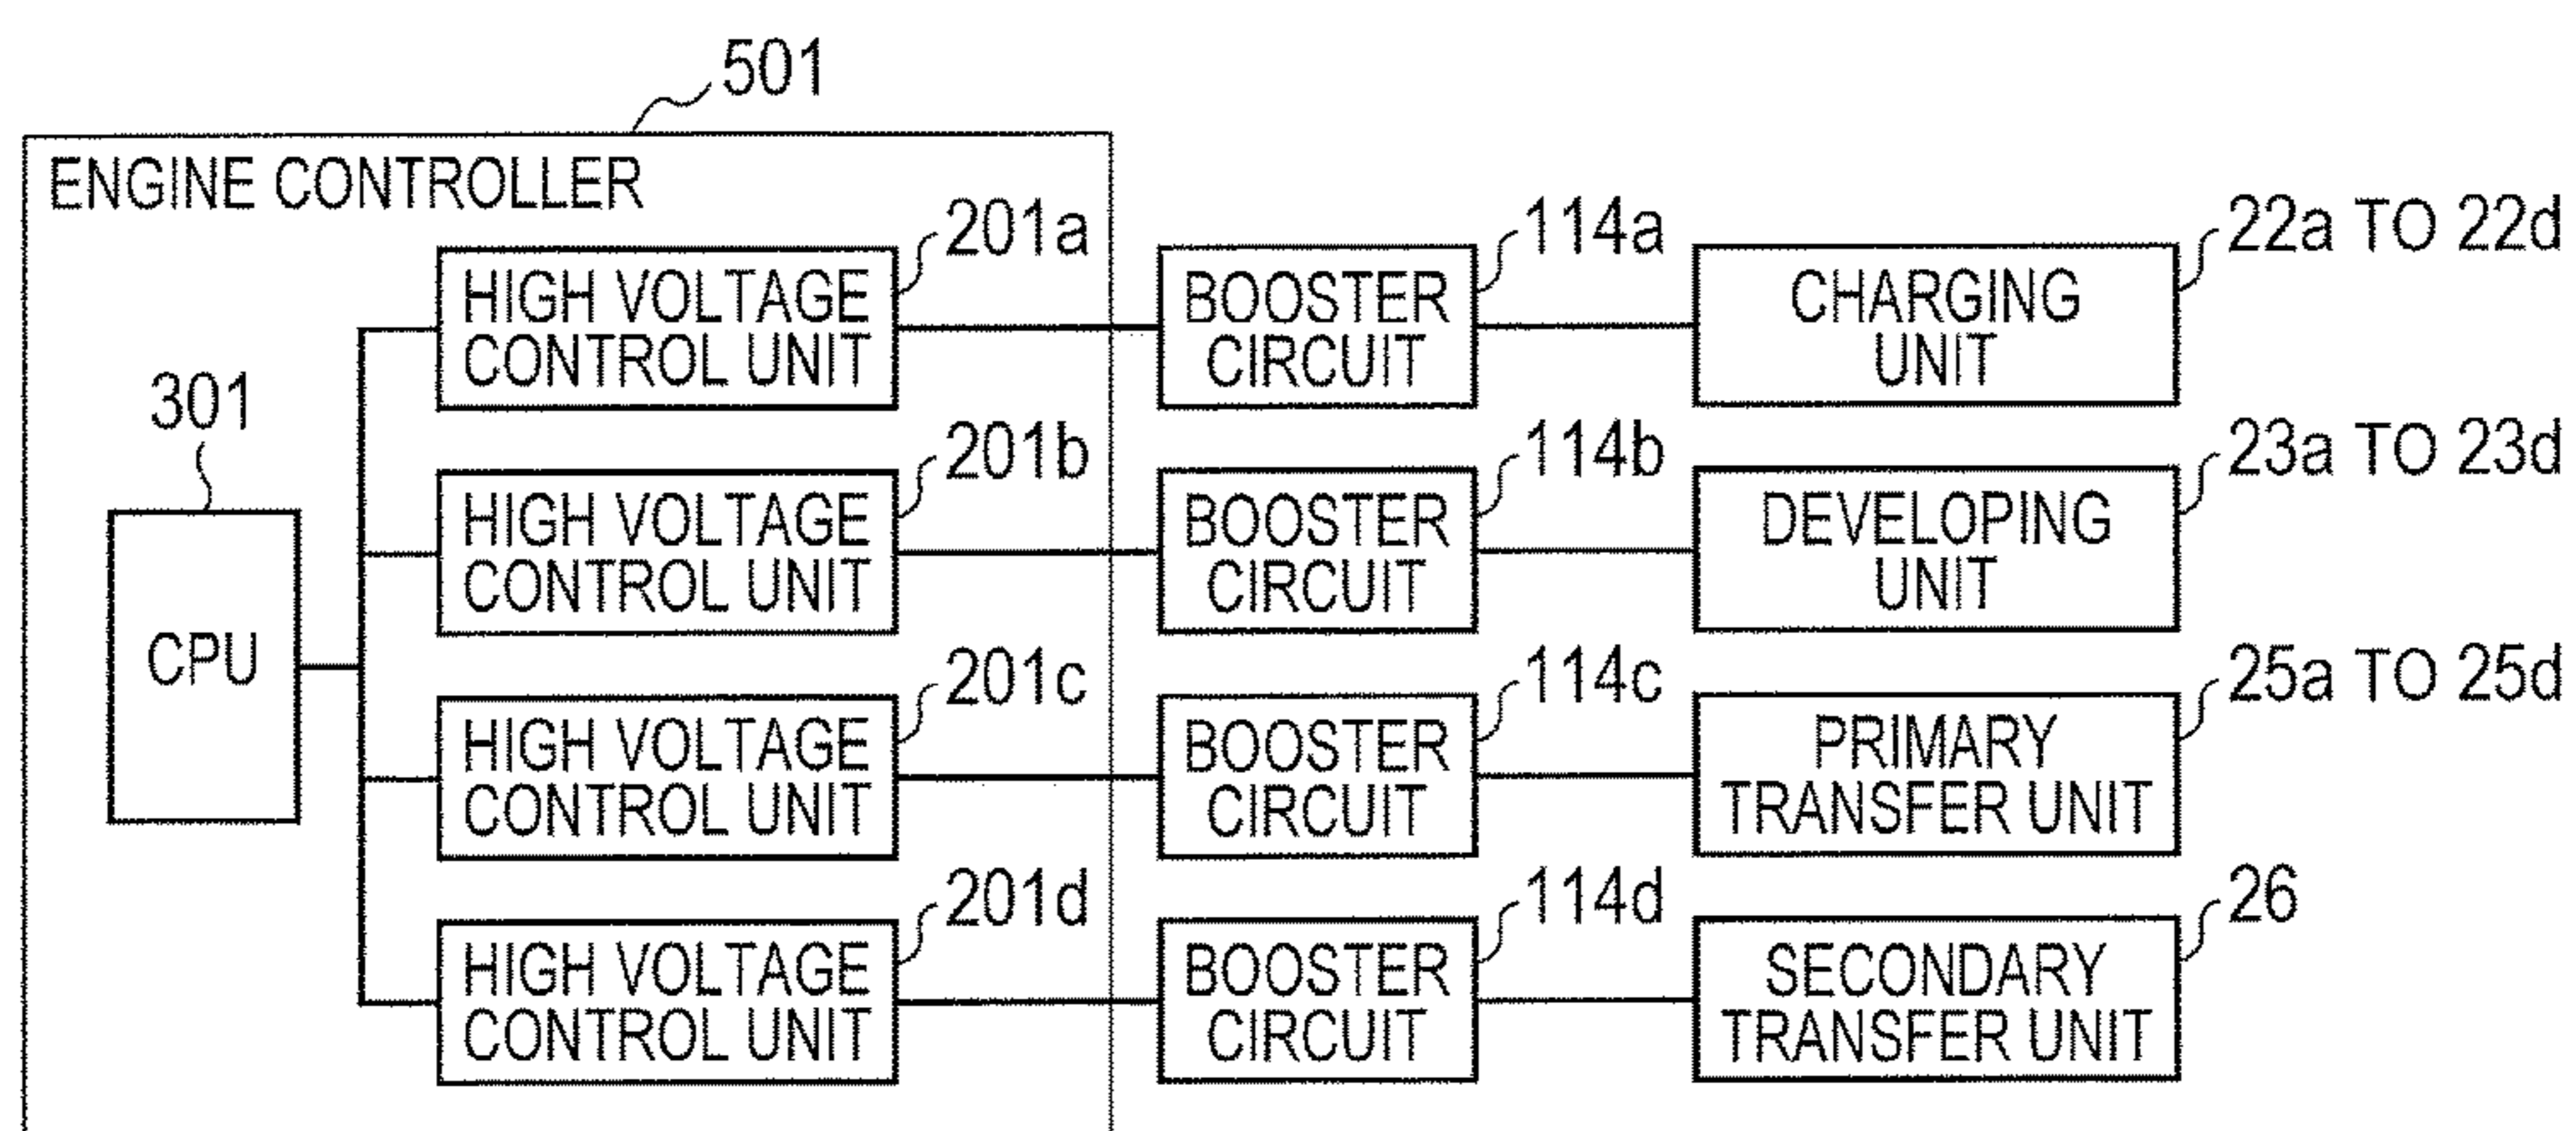 501
ENGINE CONTROLLER
201a
114a
22a TO 22d
HIGH VOLTAGE
CONTROL UNIT
BOOSTER
CIRCUIT
CHARGING
UNIT
301
201b
114b
23a TO 23d
HIGH VOLTAGE
CONTROL UNIT
BOOSTER
CIRCUIT
DEVELOPING
UNIT
CPU
201c
114c
25a TO 25d
HIGH VOLTAGE
CONTROL UNIT
BOOSTER
CIRCUIT
PRIMARY
TRANSFER UNIT
201d
114d
26
HIGH VOLTAGE
CONTROL UNIT
BOOSTER
CIRCUIT
SECONDARY
TRANSFER UNIT